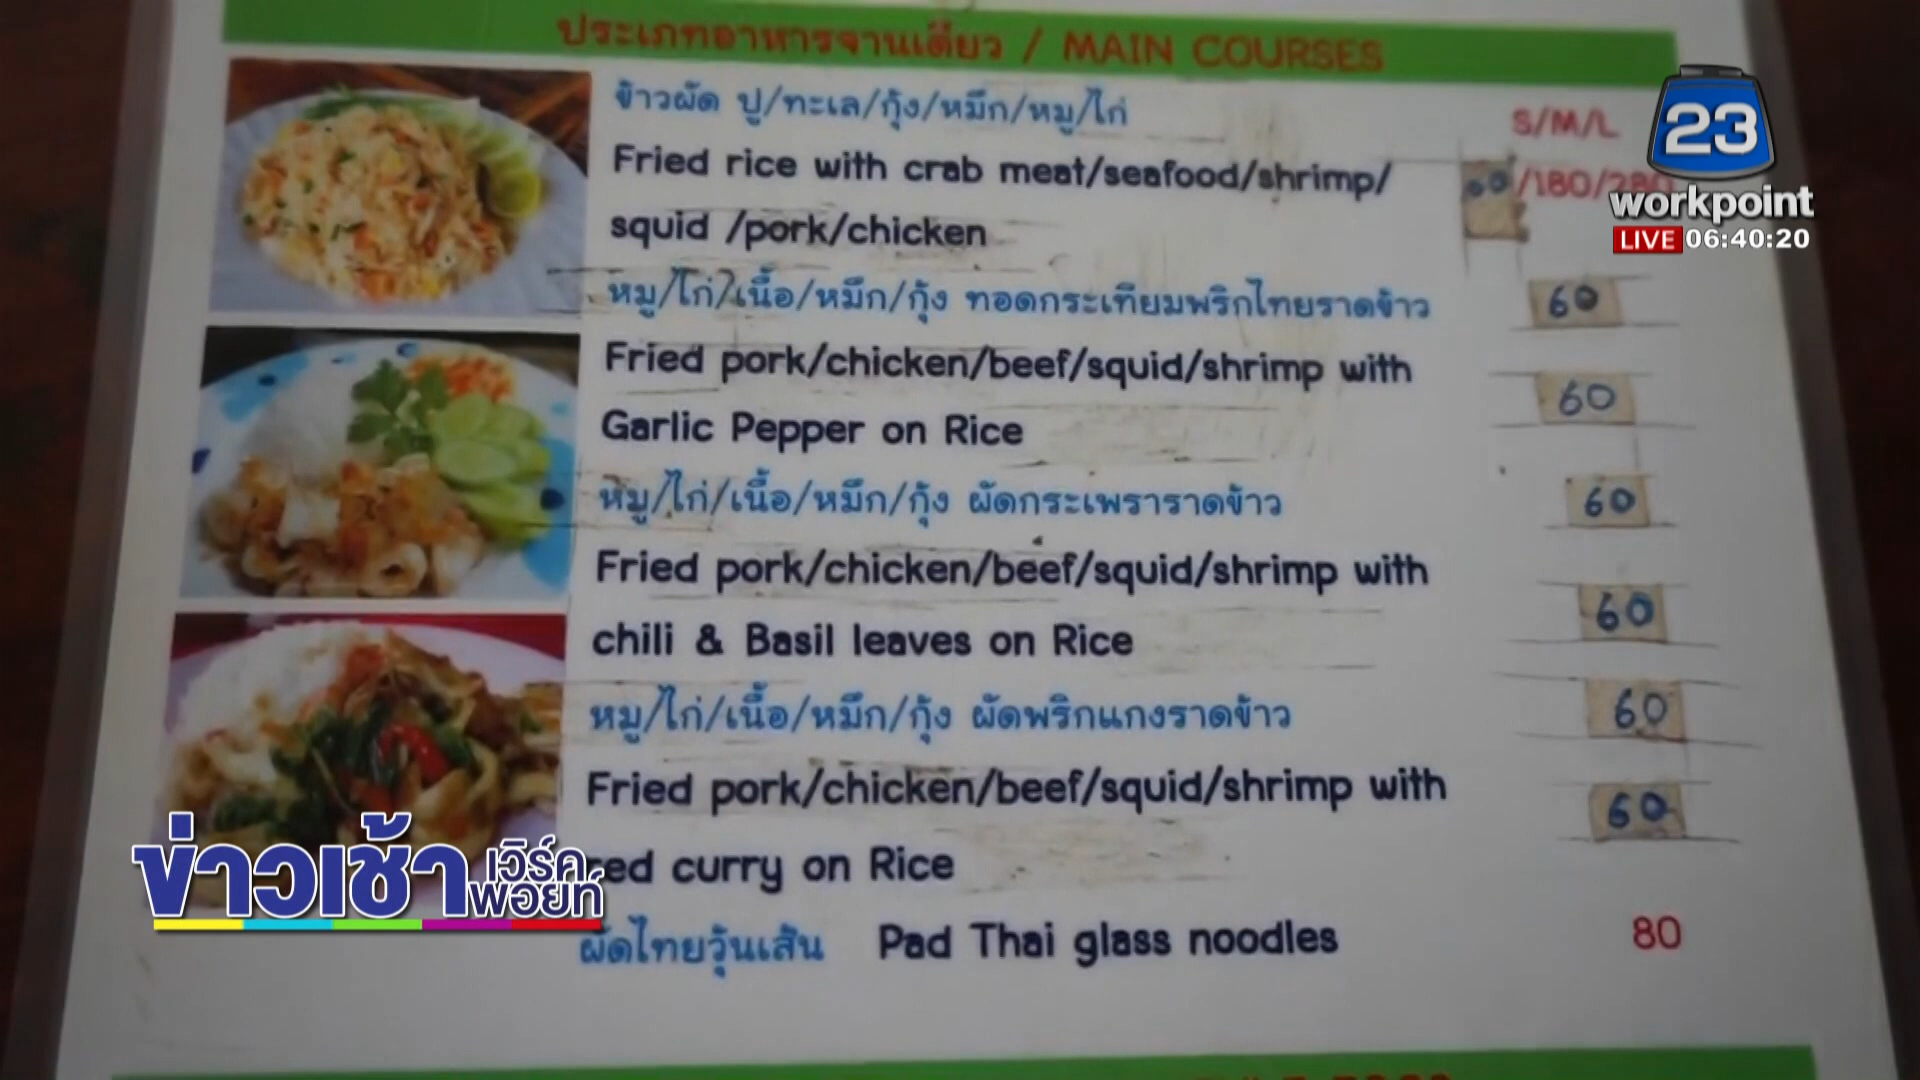 ประเภทอาหารจานเดียว / MAIN COURSES
ข้าวผัด ปู/ทะเล/กุ้ง/หมึก/หมู/ไก่
S/M/L
Fried rice with crab meat/seafood/shrimp/
/180/280
squid /pork/chicken
หมู/ไก่/เนื้อ/หมึก/กุ้ง ทอดกระเทียมพริกไทยราดข้าว
60
Fried pork/chicken/beef/squid/shrimp with
60
Garlic Pepper on Rice
หมู/ไก่/เนื้อ/หมึก/กุ้ง ผัดกระเพราราดข้าว
60
Fried pork/chicken/beef/squid/shrimp with
60
chili & Basil leaves on Rice
หมู/ไก่/เนื้อ/หมึก/กุ้ง ผัดพริกแกงราดข้าว
60
Fried pork/chicken/beef/squid/shrimp with
60
red curry on Rice
ผัดไทยวุ้นเส้น Pad Thai glass noodles
80
23
workpoint
LIVE 06:40:20
ข่าวเช้า เวิร์คพอยท์